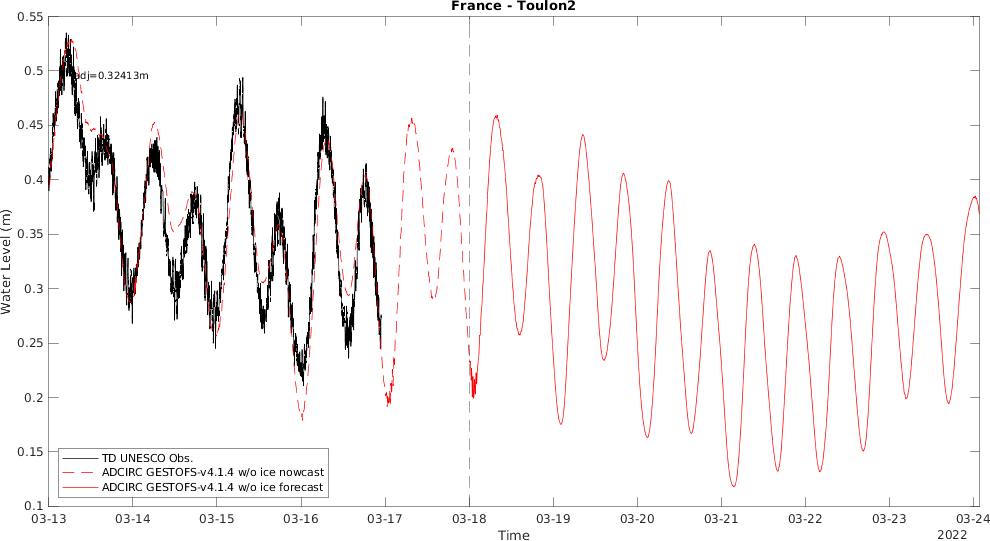 France - Toulon2
0.55
0.5
0.45
0.4
0.35
0.3
0.25
0.2
0.15
0.1
Water Level (m)
adj=0.32413m
TD UNESCO Obs.
ADCIRC GESTOFS-v4.1.4 w/o ice nowcast
ADCIRC GESTOFS-v4.1.4 w/o ice forecast
03-13 03-14 03-15 03-16 03-17 03-18 03-19 03-20 03-21 03-22 03-23 03-24
Time
2022